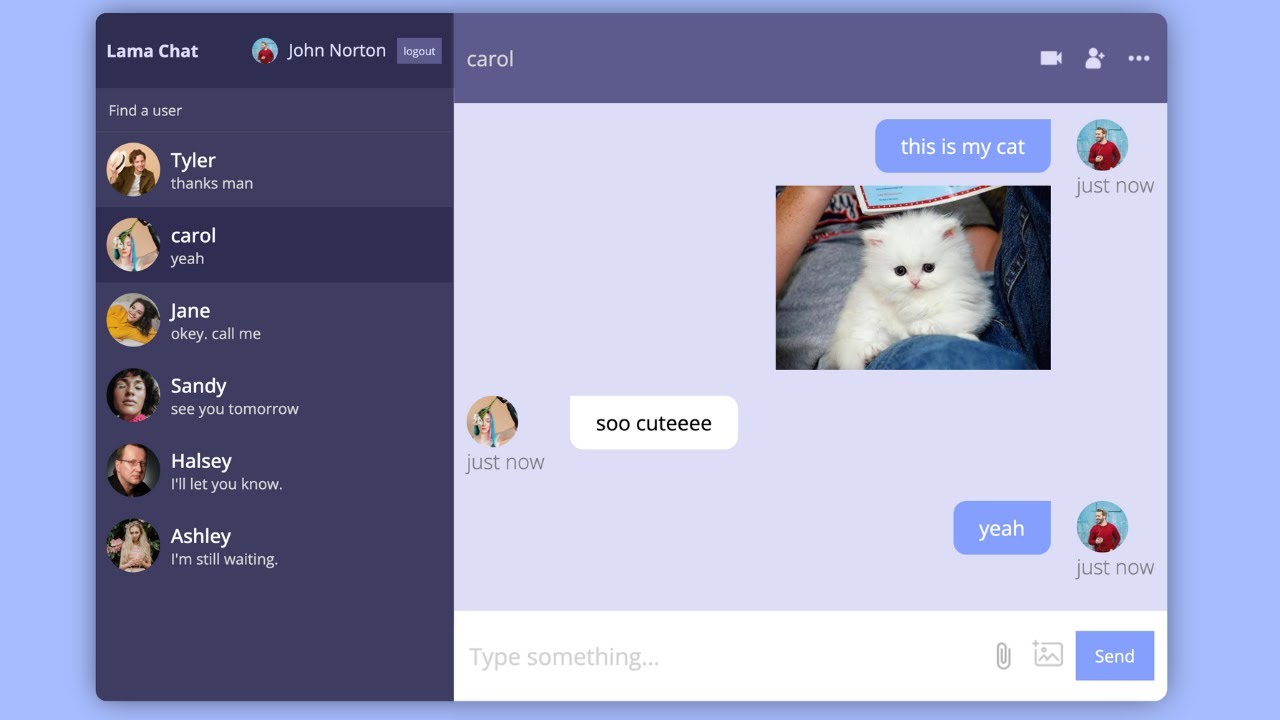 Lama Chat
John Norton
logout
Find a user
Tyler
thanks man
carol
yeah
Jane
okey. call me
Sandy
see you tomorrow
Halsey
I'll let you know.
Ashley
I'm still waiting.
carol
this is my cat
just now
soo cuteeee
just now
yeah
just now
Type something...
Send